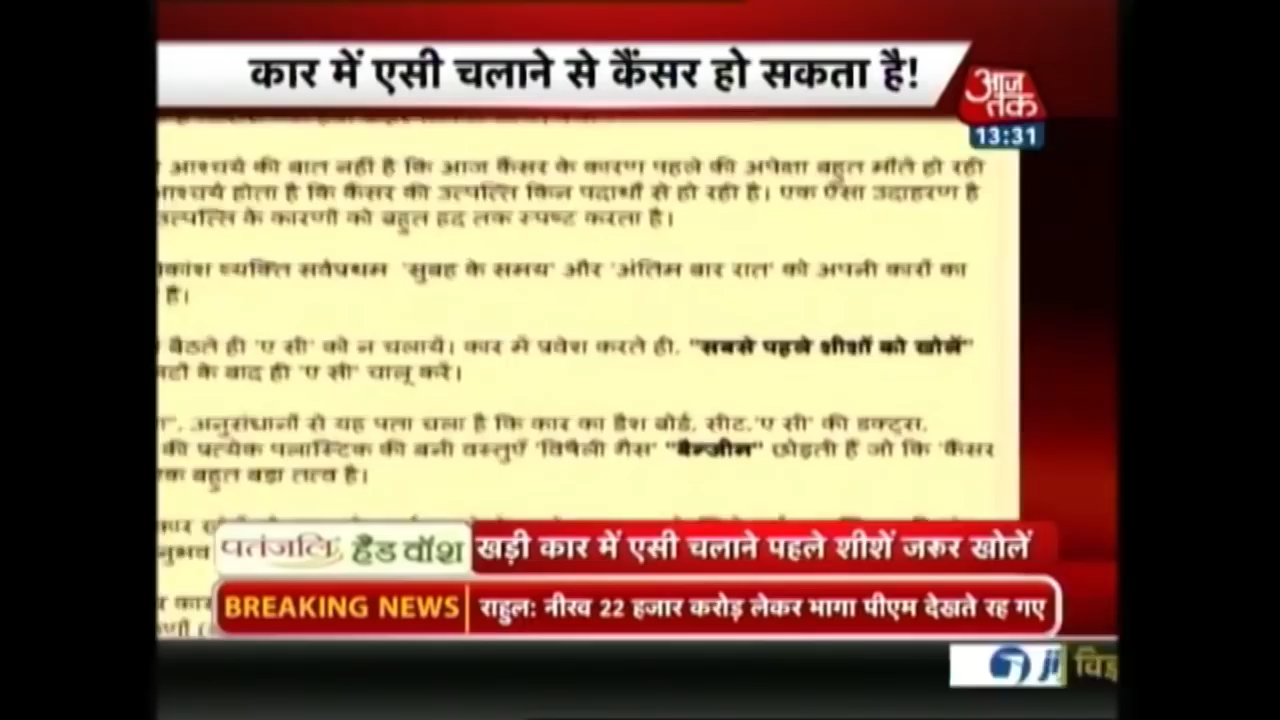 कार में एसी चलाने से कैंसर हो सकता है!
आज तक
13:31
आश्चर्य की बात नहीं है कि आज कैंसर के कारण पहले की अपेक्षा बहुत मौतें हो रही
आश्चर्य होता है कि कैंसर की उत्पत्ति किन पदार्थों से हो रही है। एक ऐसा उदाहरण है
उत्पत्ति के कारणों को बहुत हद तक स्पष्ट करता है।
व्यक्ति सर्वप्रथम 'सुबह के समय' और 'अंतिम बार रात' को अपनी कारों का
हैं।
बैठते ही 'ए सी' को न चलायें। कार में प्रवेश करते ही, "सबसे पहले शीशों को खोलें"
के बाद ही 'ए सी' चालू करें।
अनुसंधानों से यह पता चला है कि कार का डैश बोर्ड, सीट,'ए सी' की डक्ट्स,
की प्रत्येक प्लास्टिक की बनी वस्तुएँ 'विषैली गैस' "बेन्जीन" छोड़ती हैं जो कि 'कैंसर
बहुत बड़ा तत्व है।
कार
पतंजलि हैंड वॉश खड़ी कार में एसी चलाने पहले शीशें जरूर खोलें
कार
BREAKING NEWS राहुल: नीरव 22 हजार करोड़ लेकर भागा पीएम देखते रह गए